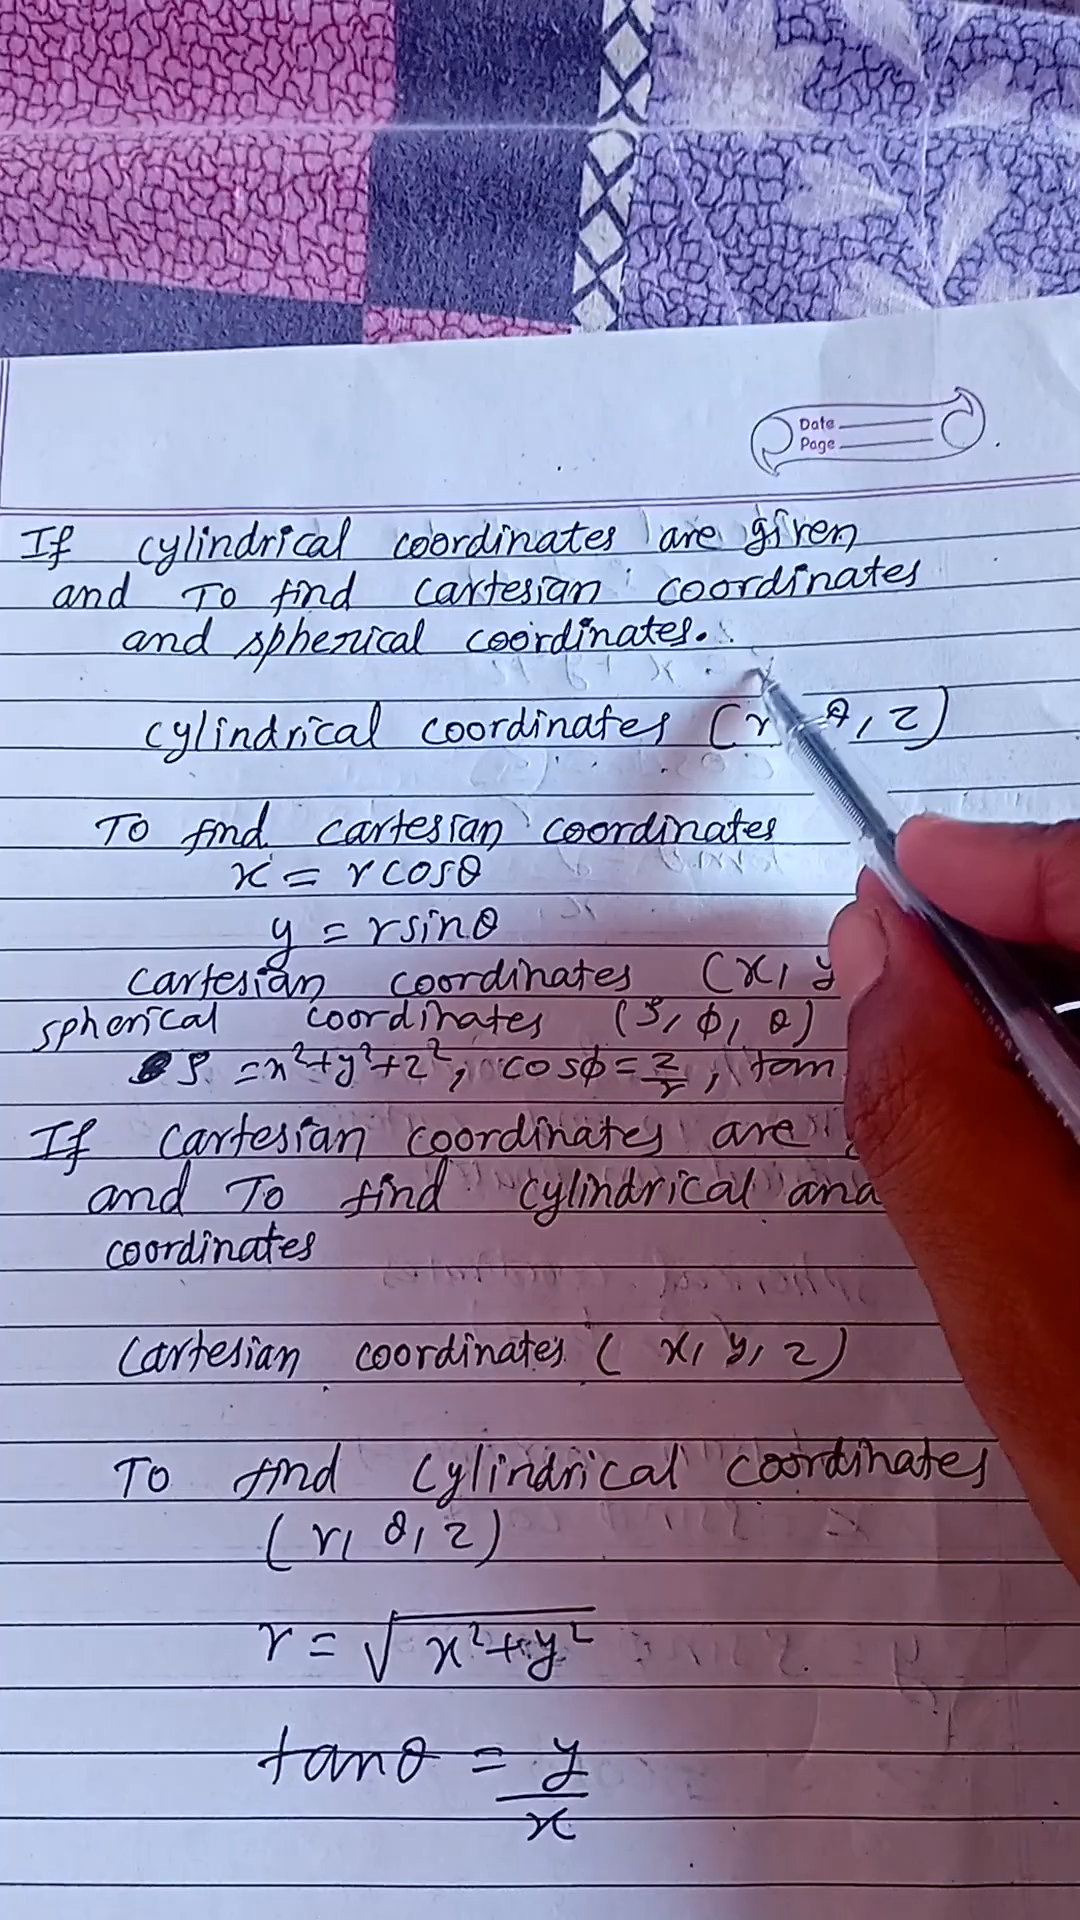 Date
Page
If cylindrical coordinates are given
and To find cartesian coordinates
and spherical coordinates.
cylindrical coordinates (r θ, z)
To find cartesian coordinates
x = r cosθ
y = r sinθ
cartesian coordinates (x, y
spherical coordinates (ρ, ϕ, θ)
ρ = x²+y²+z², cosϕ = z/r, tan
If cartesian coordinates are
and To find cylindrical and
coordinates
cartesian coordinates (x, y, z)
To find cylindrical coordinates
(r, θ, z)
r = √x²+y²
tanθ = y/x